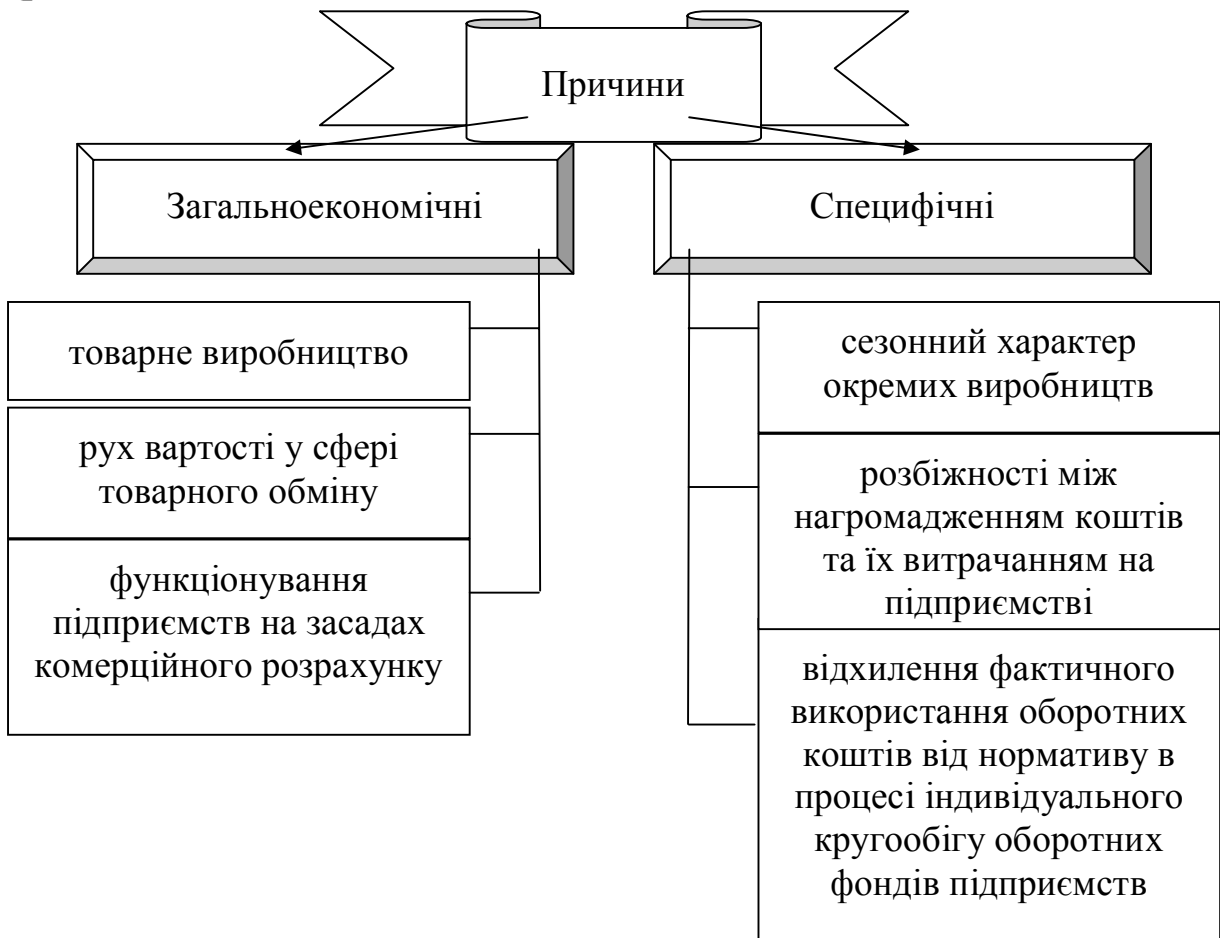 Причини
Загальноекономічні
товарне виробництво
рух вартості у сфері
товарного обміну
функціонування
підприємств на засадах
комерційного розрахунку
Специфічні
сезонний характер
окремих виробництв
розбіжності між
нагромадженням коштів
та їх витрачанням на
підприємстві
відхилення фактичного
використання оборотних
коштів від нормативу в
процесі індивідуального
кругообігу оборотних
фондів підприємств